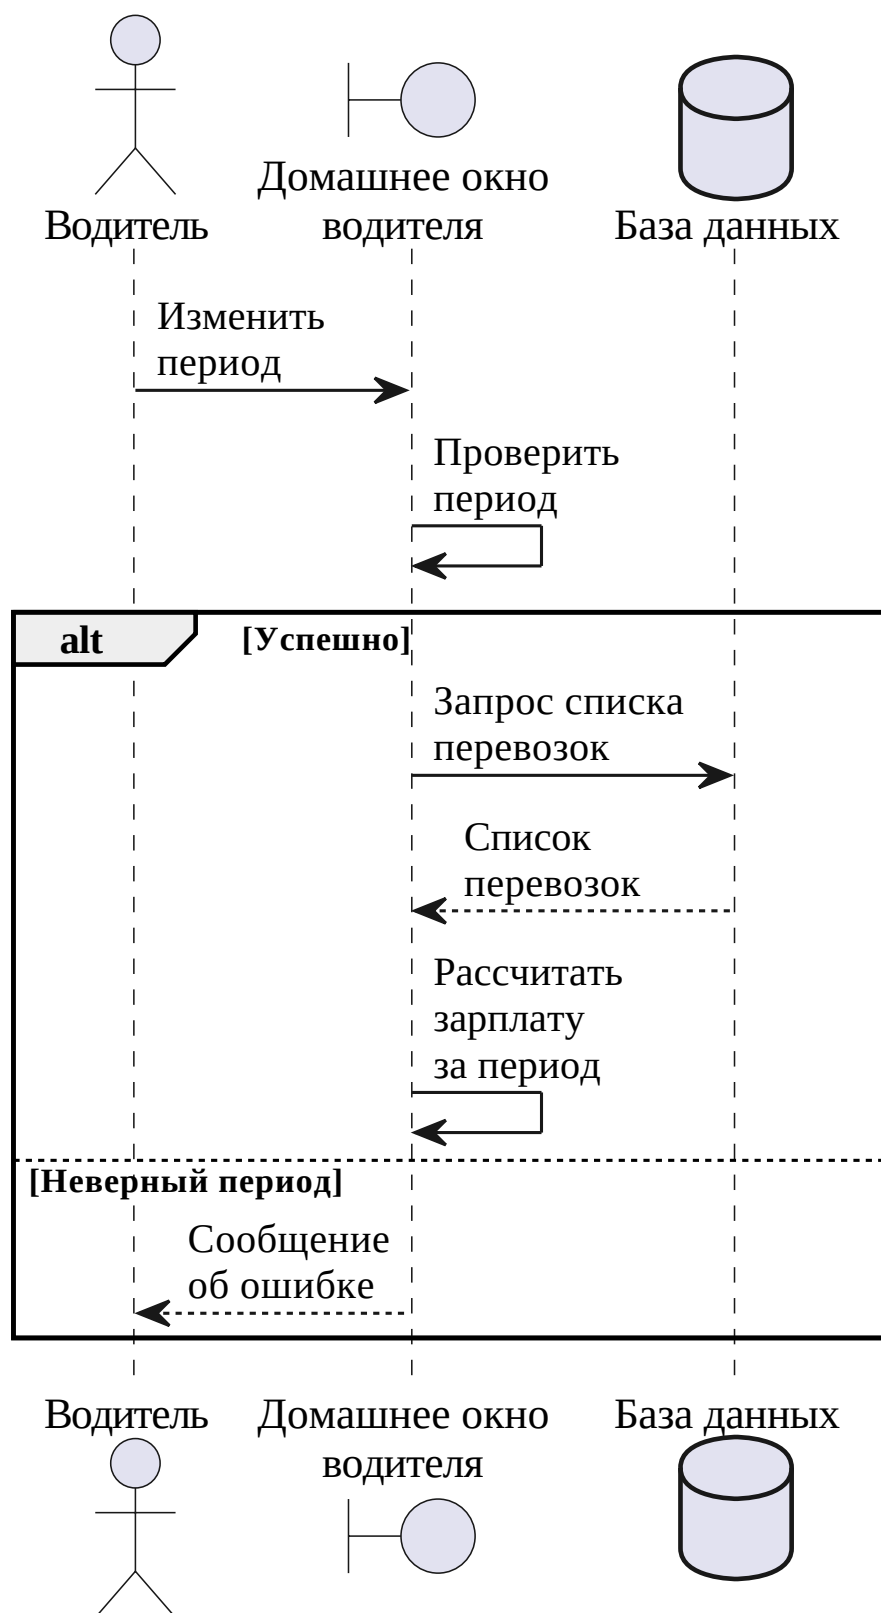 Водитель
Домашнее окно
водителя
База данных
Изменить
период
Проверить
период
alt
[Успешно]
Запрос списка
перевозок
Список
перевозок
Рассчитать
зарплату
за период
[Неверный период]
Сообщение
об ошибке
Водитель
Домашнее окно
водителя
База данных